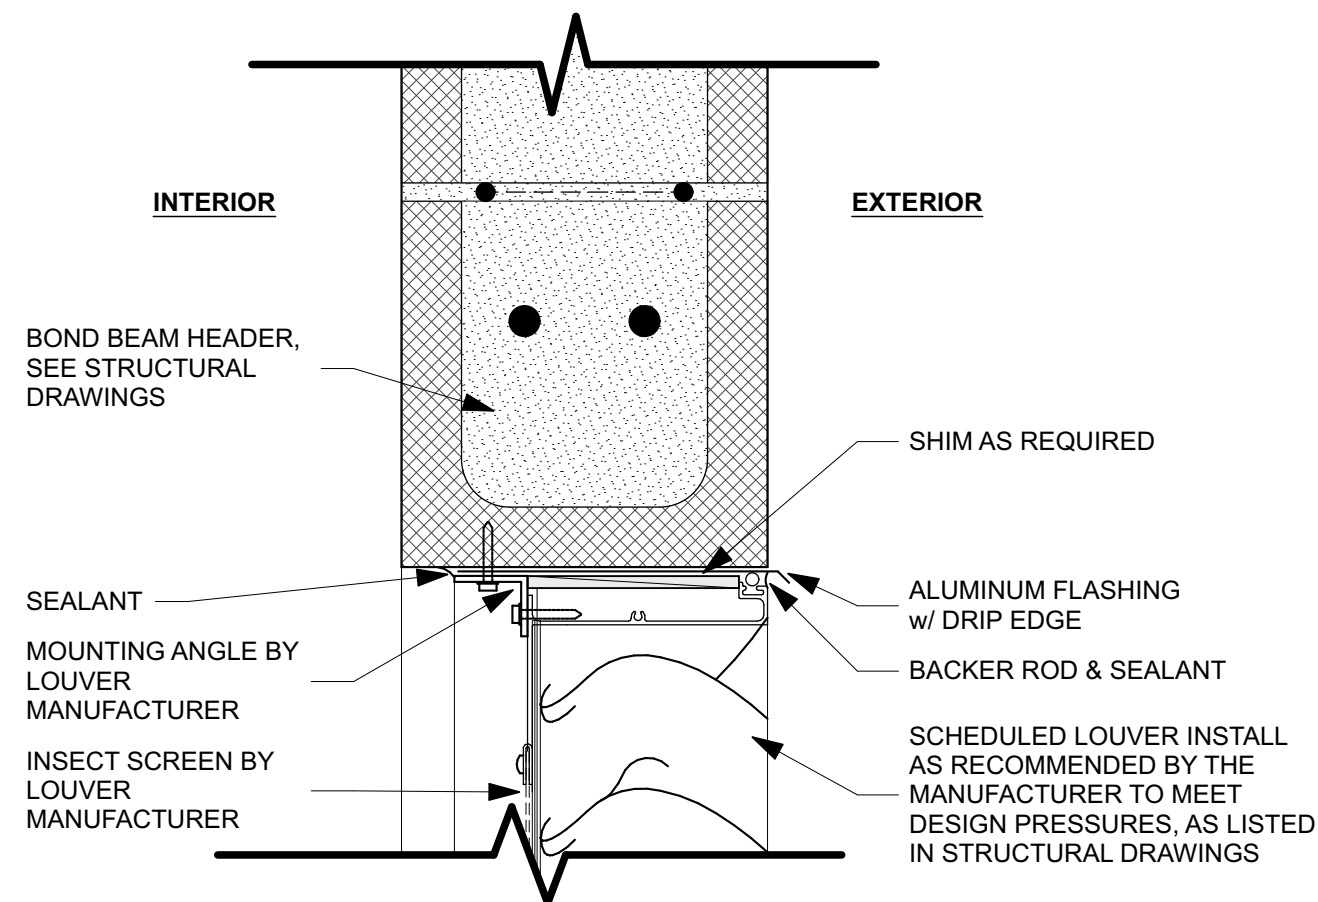 INTERIOR
EXTERIOR
BOND BEAM HEADER,
SEE STRUCTURAL
DRAWINGS
SHIM AS REQUIRED
SEALANT
ALUMINUM FLASHING
w/ DRIP EDGE
MOUNTING ANGLE BY
LOUVER
MANUFACTURER
BACKER ROD & SEALANT
INSECT SCREEN BY
LOUVER
MANUFACTURER
SCHEDULED LOUVER INSTALL
AS RECOMMENDED BY THE
MANUFACTURER TO MEET
DESIGN PRESSURES, AS LISTED
IN STRUCTURAL DRAWINGS